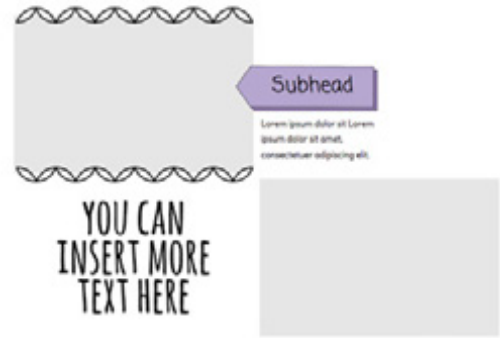 Subhead
Lorem ipsum dolor sit Lorem
ipsum dolor sit amet,
consectetuer adipiscing elit.
YOU CAN
INSERT MORE
TEXT HERE